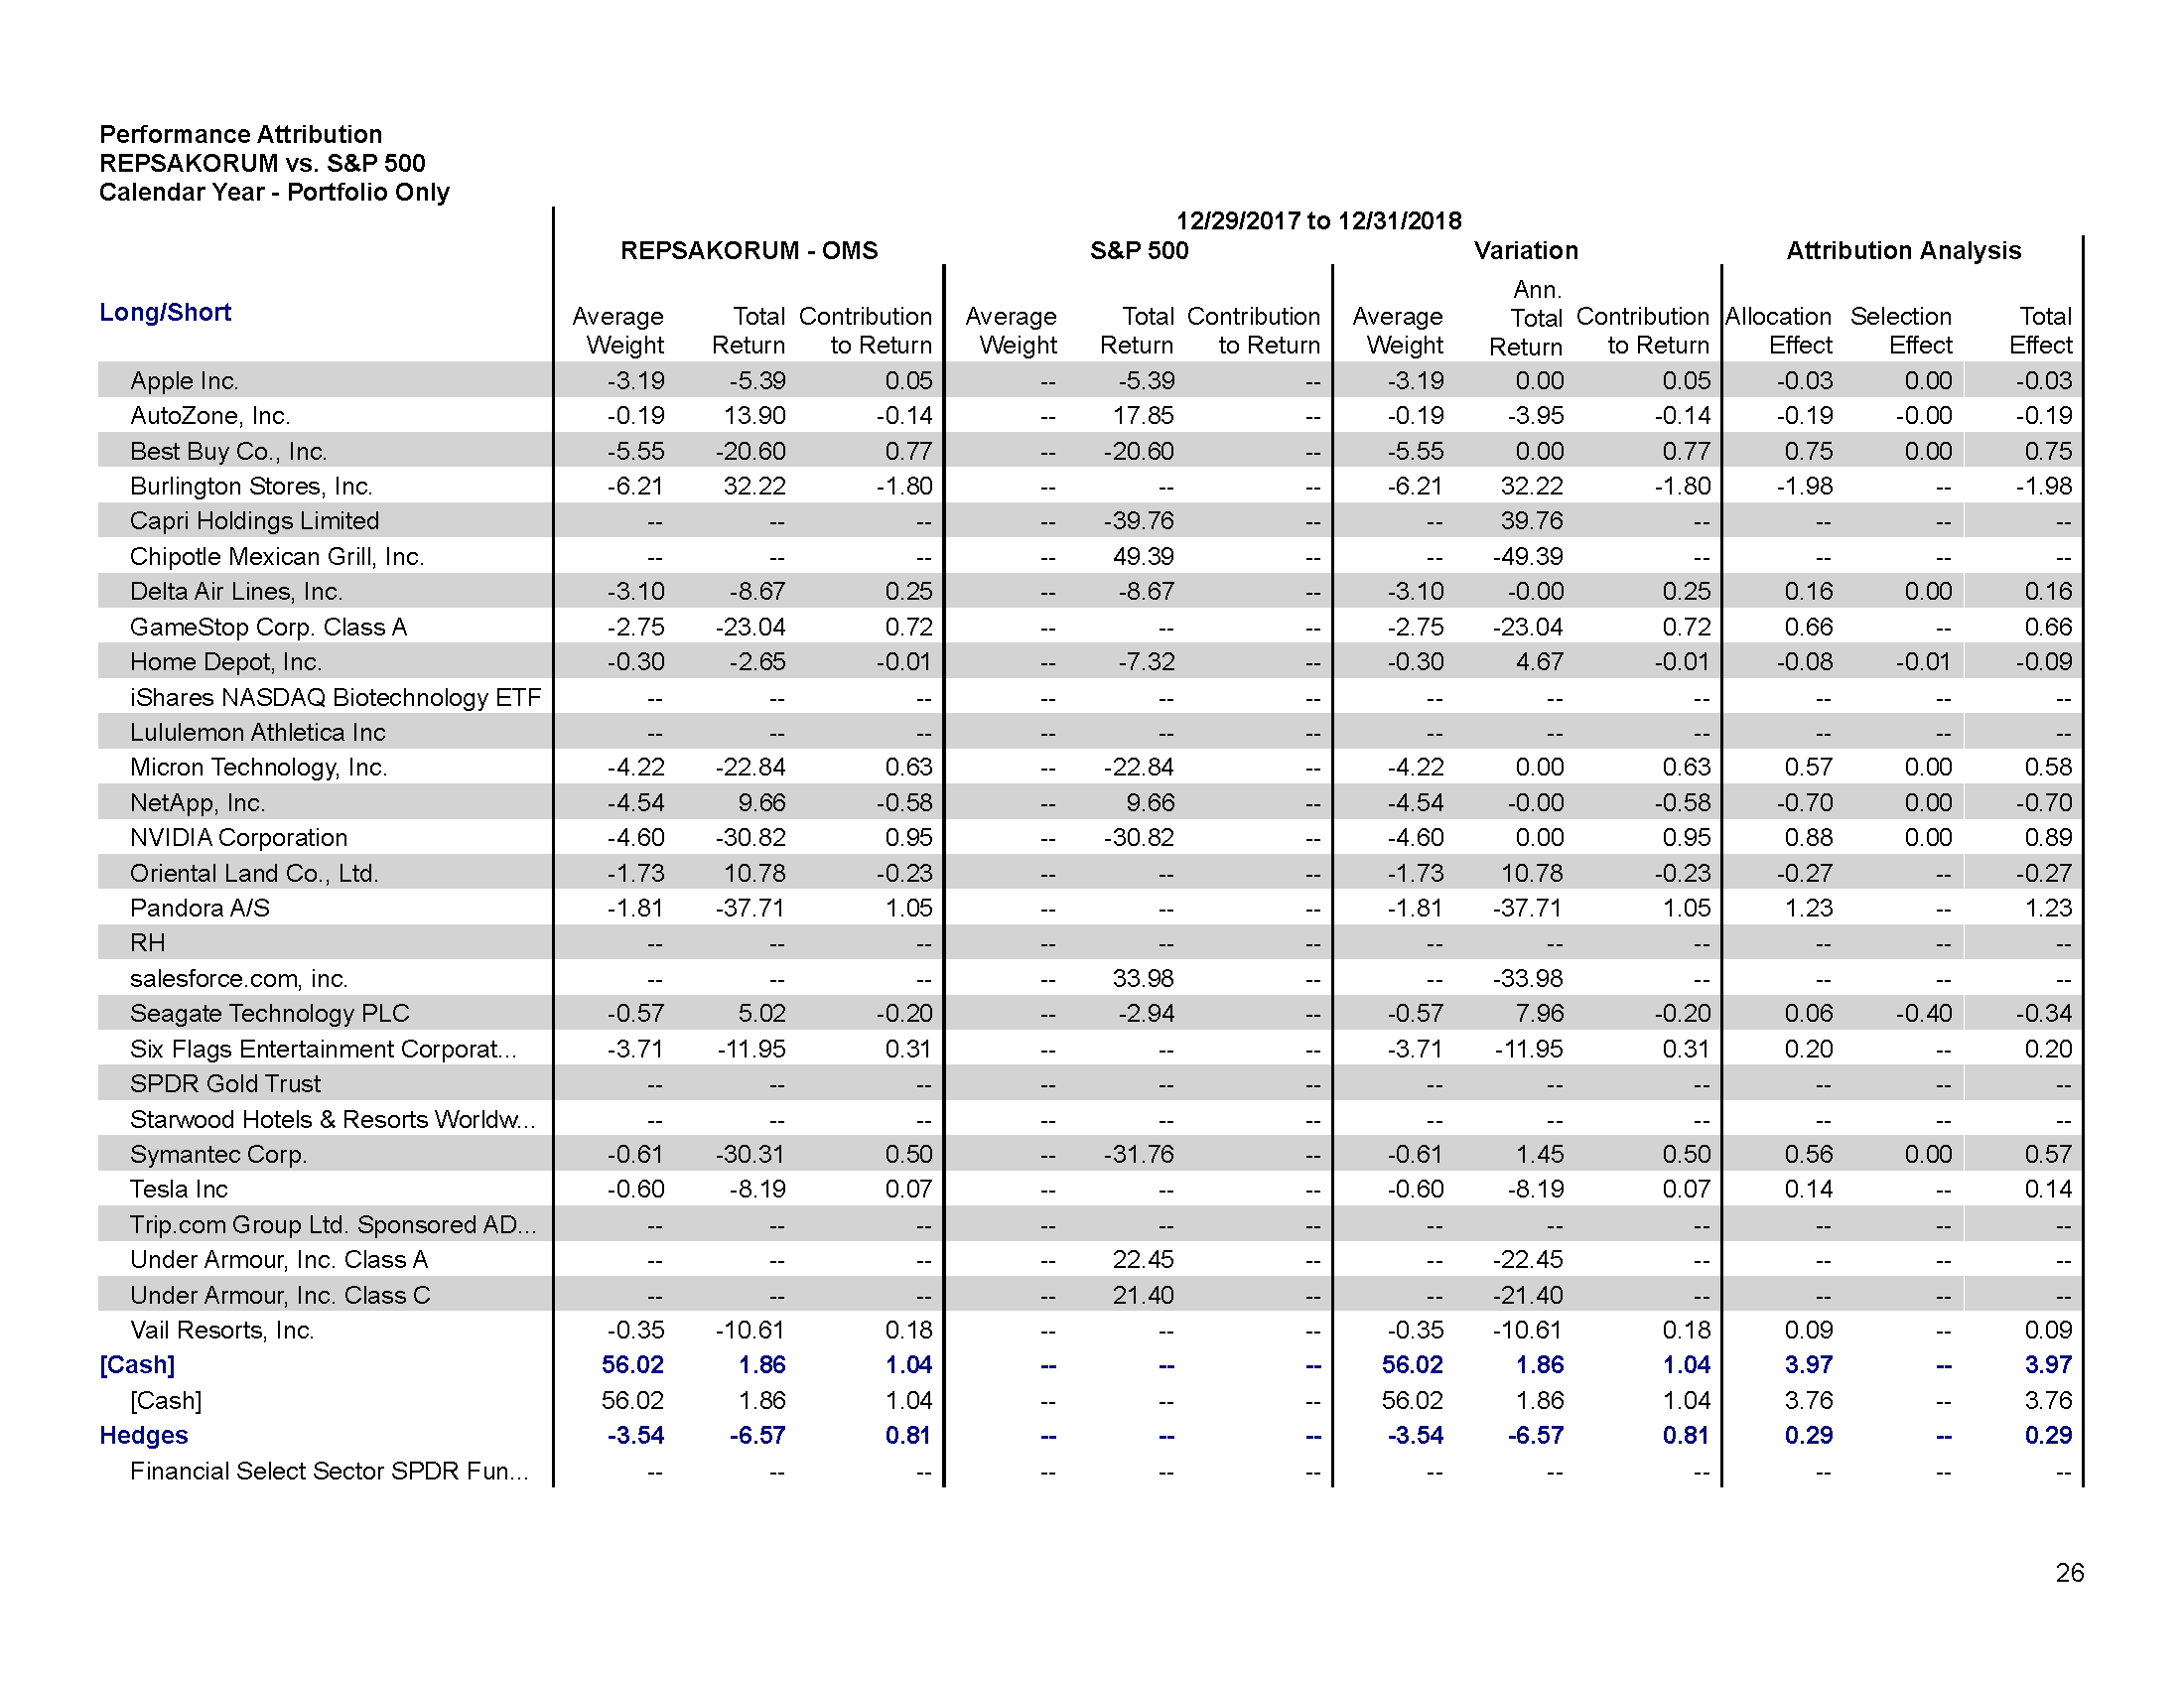 Performance Attribution
REPSAKORUM vs. S&P 500
Calendar Year - Portfolio Only
12/29/2017 to 12/31/2018
REPSAKORUM - OMS S&P 500 Variation Attribution Analysis
Long/Short Average Weight Total Return Contribution to Return Average Weight Total Return Contribution to Return Average Weight Ann. Total Return Contribution to Return Allocation Effect Selection Effect Total Effect
Apple Inc. -3.19 -5.39 0.05 -- -5.39 -- -3.19 0.00 0.05 -0.03 0.00 -0.03
AutoZone, Inc. -0.19 13.90 -0.14 -- 17.85 -- -0.19 -3.95 -0.14 -0.19 -0.00 -0.19
Best Buy Co., Inc. -5.55 -20.60 0.77 -- -20.60 -- -5.55 0.00 0.77 0.75 0.00 0.75
Burlington Stores, Inc. -6.21 32.22 -1.80 -- -- -- -6.21 32.22 -1.80 -1.98 -- -1.98
Capri Holdings Limited -- -- -- -- -39.76 -- -- 39.76 -- -- -- --
Chipotle Mexican Grill, Inc. -- -- -- -- 49.39 -- -- -49.39 -- -- -- --
Delta Air Lines, Inc. -3.10 -8.67 0.25 -- -8.67 -- -3.10 -0.00 0.25 0.16 0.00 0.16
GameStop Corp. Class A -2.75 -23.04 0.72 -- -- -- -2.75 -23.04 0.72 0.66 -- 0.66
Home Depot, Inc. -0.30 -2.65 -0.01 -- -7.32 -- -0.30 4.67 -0.01 -0.08 -0.01 -0.09
iShares NASDAQ Biotechnology ETF -- -- -- -- -- -- -- -- -- -- -- --
Lululemon Athletica Inc -- -- -- -- -- -- -- -- -- -- -- --
Micron Technology, Inc. -4.22 -22.84 0.63 -- -22.84 -- -4.22 0.00 0.63 0.57 0.00 0.58
NetApp, Inc. -4.54 9.66 -0.58 -- 9.66 -- -4.54 -0.00 -0.58 -0.70 0.00 -0.70
NVIDIA Corporation -4.60 -30.82 0.95 -- -30.82 -- -4.60 0.00 0.95 0.88 0.00 0.89
Oriental Land Co., Ltd. -1.73 10.78 -0.23 -- -- -- -1.73 10.78 -0.23 -0.27 -- -0.27
Pandora A/S -1.81 -37.71 1.05 -- -- -- -1.81 -37.71 1.05 1.23 -- 1.23
RH -- -- -- -- -- -- -- -- -- -- -- --
salesforce.com, inc. -- -- -- -- 33.98 -- -- -33.98 -- -- -- --
Seagate Technology PLC -0.57 5.02 -0.20 -- -2.94 -- -0.57 7.96 -0.20 0.06 -0.40 -0.34
Six Flags Entertainment Corporat... -3.71 -11.95 0.31 -- -- -- -3.71 -11.95 0.31 0.20 -- 0.20
SPDR Gold Trust -- -- -- -- -- -- -- -- -- -- -- --
Starwood Hotels & Resorts Worldw... -- -- -- -- -- -- -- -- -- -- -- --
Symantec Corp. -0.61 -30.31 0.50 -- -31.76 -- -0.61 1.45 0.50 0.56 0.00 0.57
Tesla Inc -0.60 -8.19 0.07 -- -- -- -0.60 -8.19 0.07 0.14 -- 0.14
Trip.com Group Ltd. Sponsored AD... -- -- -- -- -- -- -- -- -- -- -- --
Under Armour, Inc. Class A -- -- -- -- 22.45 -- -- -22.45 -- -- -- --
Under Armour, Inc. Class C -- -- -- -- 21.40 -- -- -21.40 -- -- -- --
Vail Resorts, Inc. -0.35 -10.61 0.18 -- -- -- -0.35 -10.61 0.18 0.09 -- 0.09
[Cash] 56.02 1.86 1.04 -- -- -- 56.02 1.86 1.04 3.97 -- 3.97
[Cash] 56.02 1.86 1.04 -- -- -- 56.02 1.86 1.04 3.76 -- 3.76
Hedges -3.54 -6.57 0.81 -- -- -- -3.54 -6.57 0.81 0.29 -- 0.29
Financial Select Sector SPDR Fun... -- -- -- -- -- -- -- -- -- -- -- --
26